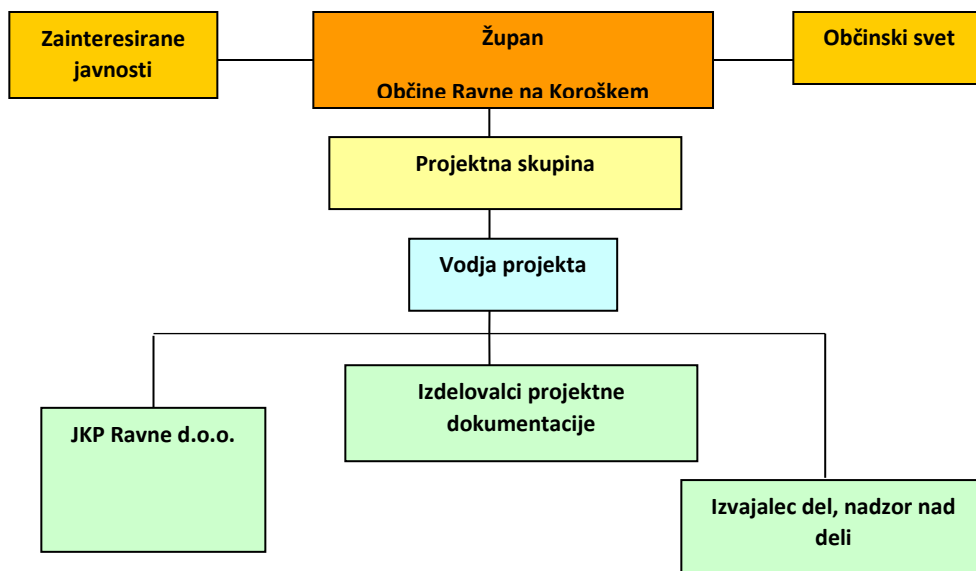 Zainteresirane
javnosti
Župan
Občine Ravne na Koroškem
Občinski svet
Projektna skupina
Vodja projekta
Izdelovalci projektne
dokumentacije
JKP Ravne d.o.o.
Izvajalec del, nadzor nad
deli